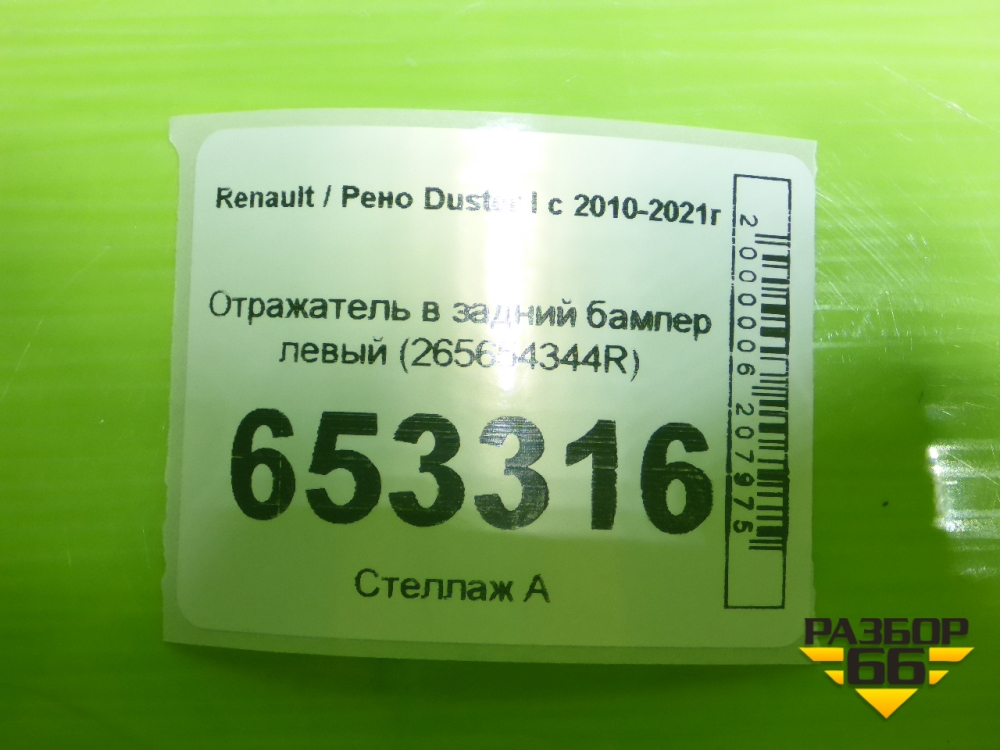 Renault / Рено Duster I с 2010-2021г
Отражатель в задний бампер
левый (265654344R)
653316
Стеллаж А
2000006207975
РАЗБОР
66